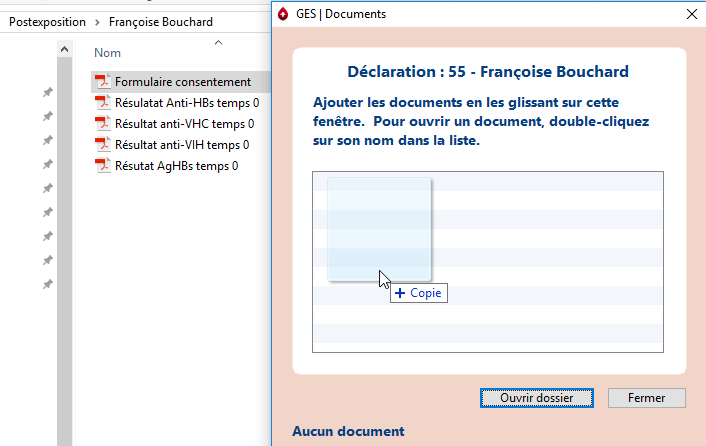 Postexposition > Françoise Bouchard
Nom
Formulaire consentement
Résulatat Anti-HBs temps 0
Résultat anti-VHC temps 0
Résultat anti-VIH temps 0
Résutat AgHBs temps 0
GES | Documents
Déclaration : 55 - Françoise Bouchard
Ajouter les documents en les glissant sur cette
fenêtre. Pour ouvrir un document, double-cliquez
sur son nom dans la liste.
+ Copie
Ouvrir dossier
Fermer
Aucun document